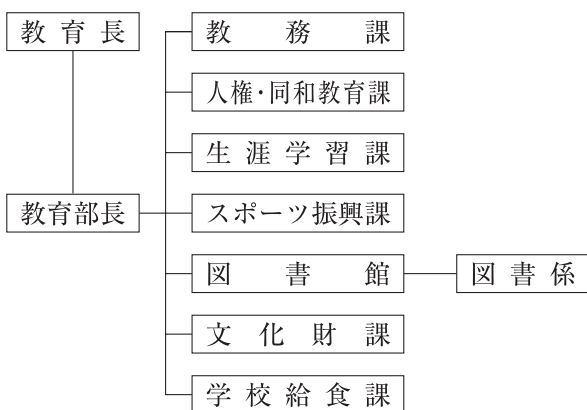 教育長
教務課
人権・同和教育課
生涯学習課
教育部長
スポーツ振興課
図書館
図書係
文化財課
学校給食課